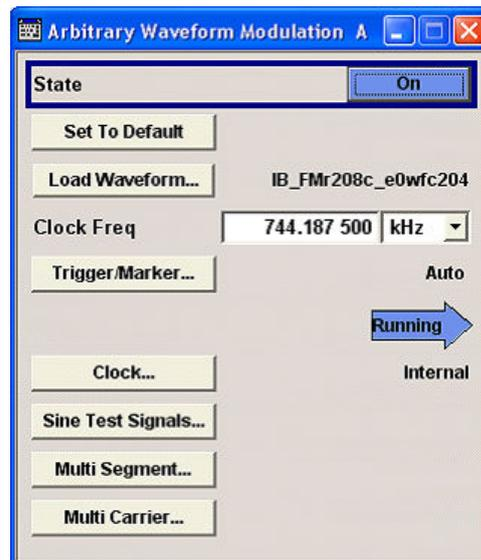 Arbitrary Waveform Modulation A
State On
Set To Default
Load Waveform... IB_FMr208c_e0wfc204
Clock Freq 744.187 500 kHz
Trigger/Marker... Auto
Running
Clock... Internal
Sine Test Signals...
Multi Segment...
Multi Carrier...